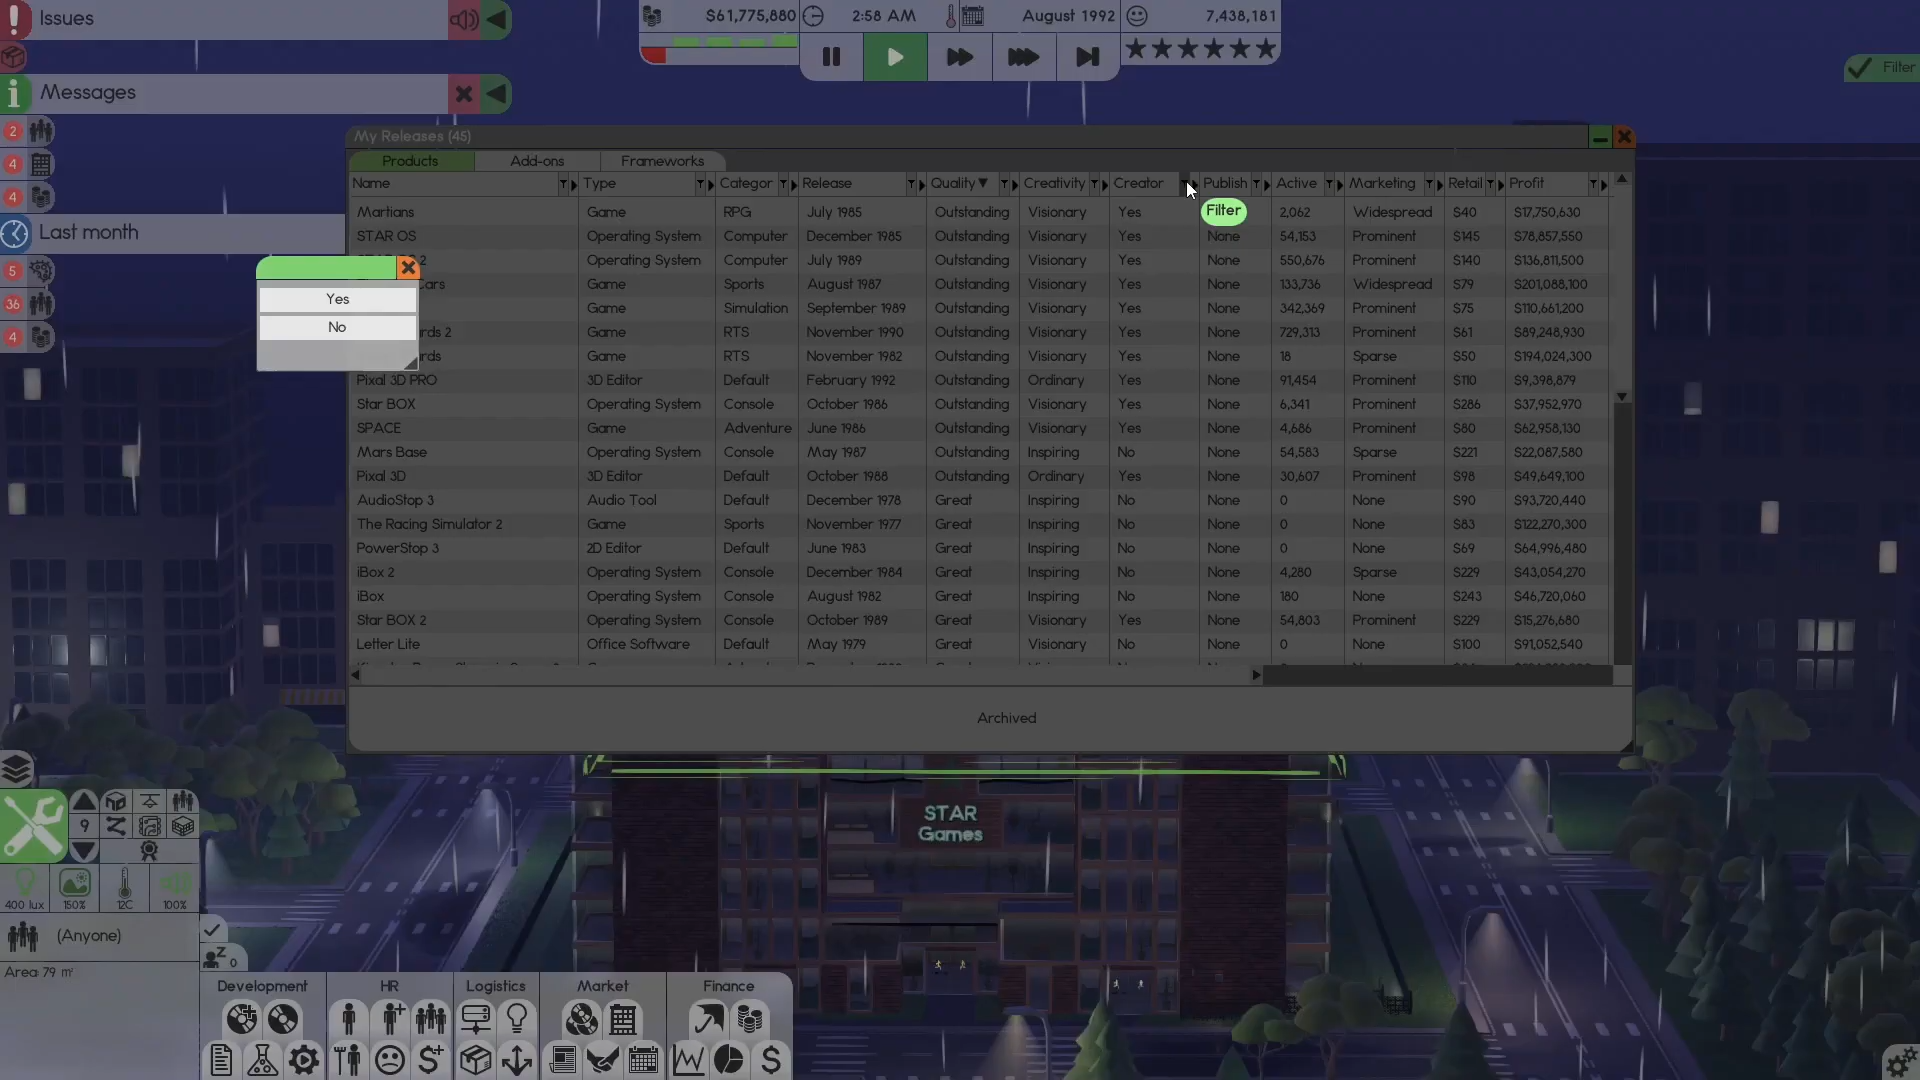 Issues
$61,775,880
2:58 AM
August 1992
7,438,181
Messages
Filter
2
4
4
Last month
5
36
4
Yes
No
My Releases (45)
Products Add-ons Frameworks
Name Type Categor Release Quality Creativity Creator Publish Active Marketing Retail Profit
Filter
Martians Game RPG July 1985 Outstanding Visionary Yes 2,062 Widespread $40 $17,750,630
STAR OS Operating System Computer December 1985 Outstanding Visionary Yes None 54,153 Prominent $145 $78,857,550
2 Operating System Computer July 1989 Outstanding Visionary Yes None 550,676 Prominent $140 $136,811,500
Cars Game Sports August 1987 Outstanding Visionary Yes None 133,736 Widespread $79 $201,088,100
Game Simulation September 1989 Outstanding Visionary Yes None 342,369 Prominent $75 $110,661,200
rds 2 Game RTS November 1990 Outstanding Visionary Yes None 729,313 Prominent $61 $89,248,930
rds Game RTS November 1982 Outstanding Visionary Yes None 18 Sparse $50 $194,024,300
Pixal 3D PRO 3D Editor Default February 1992 Outstanding Ordinary Yes None 91,454 Prominent $110 $9,398,879
Star BOX Operating System Console October 1986 Outstanding Visionary Yes None 6,341 Prominent $286 $37,952,970
SPACE Game Adventure June 1986 Outstanding Visionary Yes None 4,686 Prominent $80 $62,958,130
Mars Base Operating System Console May 1987 Outstanding Inspiring No None 54,583 Sparse $221 $22,087,580
Pixal 3D 3D Editor Default October 1988 Outstanding Ordinary Yes None 30,607 Prominent $98 $49,649,100
AudioStop 3 Audio Tool Default December 1978 Great Inspiring No None 0 None $90 $93,720,440
The Racing Simulator 2 Game Sports November 1977 Great Inspiring No None 0 None $83 $122,270,300
PowerStop 3 2D Editor Default June 1983 Great Inspiring No None 0 None $69 $64,996,480
iBox 2 Operating System Console December 1984 Great Inspiring No None 4,280 Sparse $229 $43,054,270
iBox Operating System Console August 1982 Great Inspiring No None 180 None $243 $46,720,060
Star BOX 2 Operating System Console October 1989 Great Visionary Yes None 54,803 Prominent $229 $15,276,680
Letter Lite Office Software Default May 1979 Great Visionary No None 0 None $100 $91,052,540
Archived
STAR
Games
9
400 lux 150% 12C 100%
(Anyone)
Z
0
Area: 79 m²
Development HR Logistics Market Finance